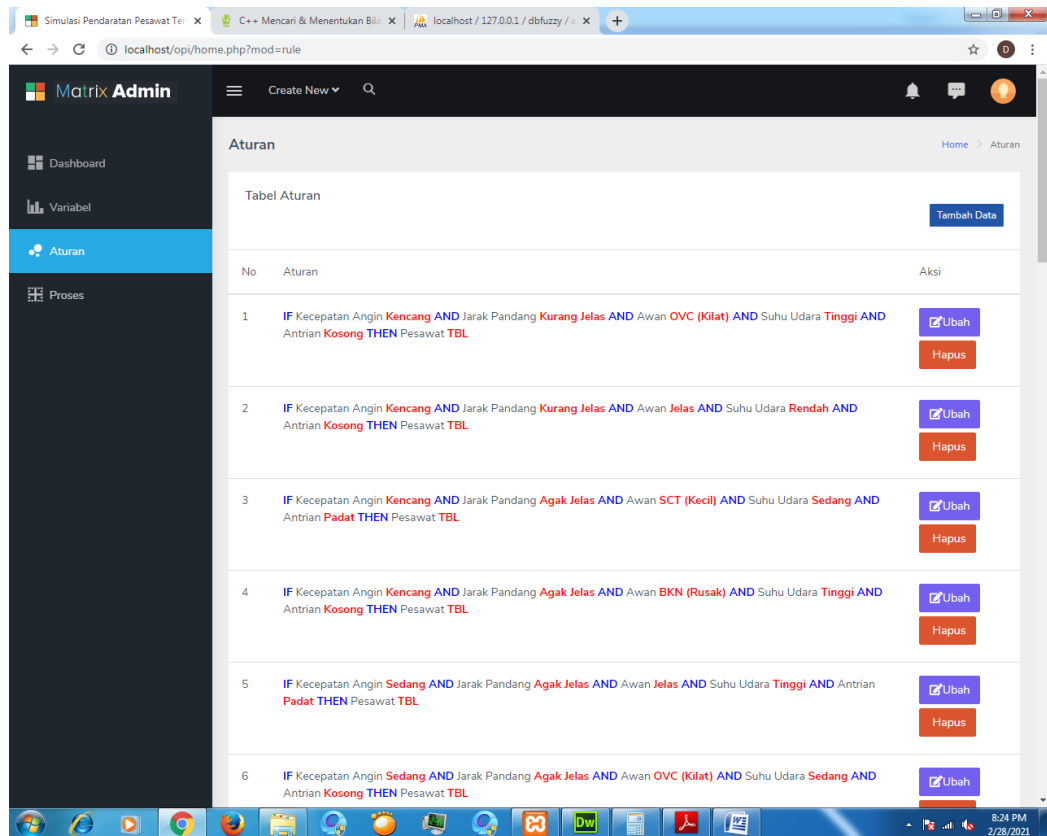 Simulasi Pendaratan Pesawat Ter
C++ Mencari & Menentukan Bila
localhost / 127.0.0.1 / dbfuzzy / a
localhost/opi/home.php?mod=rule
D
Matrix Admin
Create New
Dashboard
Variabel
Aturan
Proses
Aturan
Home > Aturan
Tabel Aturan
Tambah Data
No Aturan Aksi
1 IF Kecepatan Angin Kencang AND Jarak Pandang Kurang Jelas AND Awan OVC (Kilat) AND Suhu Udara Tinggi AND
Antrian Kosong THEN Pesawat TBL
Ubah
Hapus
2 IF Kecepatan Angin Kencang AND Jarak Pandang Kurang Jelas AND Awan Jelas AND Suhu Udara Rendah AND
Antrian Kosong THEN Pesawat TBL
Ubah
Hapus
3 IF Kecepatan Angin Kencang AND Jarak Pandang Agak Jelas AND Awan SCT (Kecil) AND Suhu Udara Sedang AND
Antrian Padat THEN Pesawat TBL
Ubah
Hapus
4 IF Kecepatan Angin Kencang AND Jarak Pandang Agak Jelas AND Awan BKN (Rusak) AND Suhu Udara Tinggi AND
Antrian Kosong THEN Pesawat TBL
Ubah
Hapus
5 IF Kecepatan Angin Sedang AND Jarak Pandang Agak Jelas AND Awan Jelas AND Suhu Udara Tinggi AND Antrian
Padat THEN Pesawat TBL
Ubah
Hapus
6 IF Kecepatan Angin Sedang AND Jarak Pandang Agak Jelas AND Awan OVC (Kilat) AND Suhu Udara Sedang AND
Antrian Kosong THEN Pesawat TBL
Ubah
Dw
8:24 PM
2/28/2021